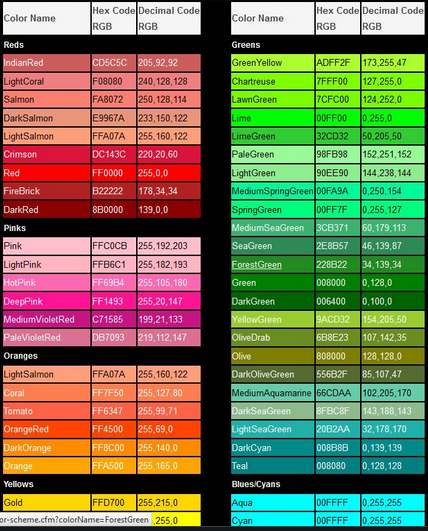 Color Name Hex Code RGB Decimal Code RGB
Reds
IndianRed CD5C5C 205,92,92
LightCoral F08080 240,128,128
Salmon FA8072 250,128,114
DarkSalmon E9967A 233,150,122
LightSalmon FFA07A 255,160,122
Crimson DC143C 220,20,60
Red FF0000 255,0,0
FireBrick B22222 178,34,34
DarkRed 8B0000 139,0,0
Pinks
Pink FFC0CB 255,192,203
LightPink FFB6C1 255,182,193
HotPink FF69B4 255,105,180
DeepPink FF1493 255,20,147
MediumVioletRed C71585 199,21,133
PaleVioletRed DB7093 219,112,147
Oranges
LightSalmon FFA07A 255,160,122
Coral FF7F50 255,127,80
Tomato FF6347 255,99,71
OrangeRed FF4500 255,69,0
DarkOrange FF8C00 255,140,0
Orange FFA500 255,165,0
Yellows
Gold FFD700 255,215,0
or-scheme.cfm?colorName=ForestGreen 255,0
Color Name Hex Code RGB Decimal Code RGB
Greens
GreenYellow ADFF2F 173,255,47
Chartreuse 7FFF00 127,255,0
LawnGreen 7CFC00 124,252,0
Lime 00FF00 0,255,0
LimeGreen 32CD32 50,205,50
PaleGreen 98FB98 152,251,152
LightGreen 90EE90 144,238,144
MediumSpringGreen 00FA9A 0,250,154
SpringGreen 00FF7F 0,255,127
MediumSeaGreen 3CB371 60,179,113
SeaGreen 2E8B57 46,139,87
ForestGreen 228B22 34,139,34
Green 008000 0,128,0
DarkGreen 006400 0,100,0
YellowGreen 9ACD32 154,205,50
OliveDrab 6B8E23 107,142,35
Olive 808000 128,128,0
DarkOliveGreen 556B2F 85,107,47
MediumAquamarine 66CDAA 102,205,170
DarkSeaGreen 8FBC8F 143,188,143
LightSeaGreen 20B2AA 32,178,170
DarkCyan 008B8B 0,139,139
Teal 008080 0,128,128
Blues/Cyans
Aqua 00FFFF 0,255,255
Cyan 00FFFF 0,255,255